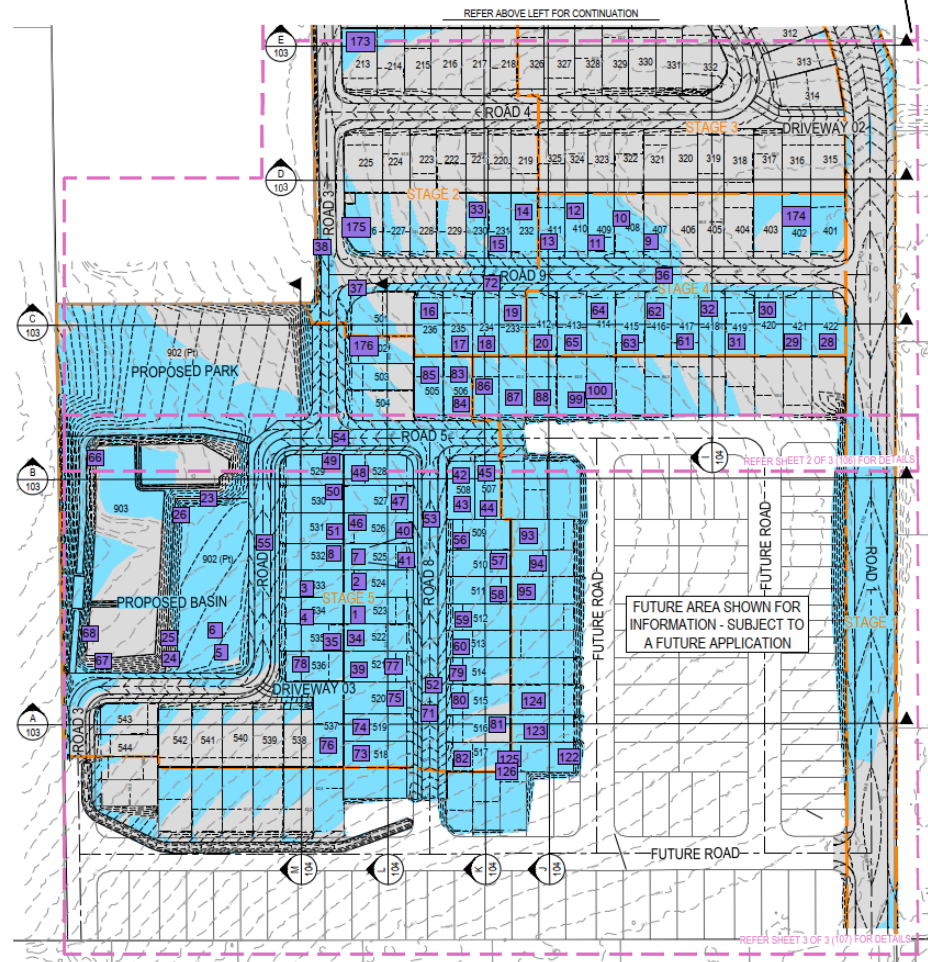 REFER ABOVE LEFT FOR CONTINUATION
E
103
173
213 214 215 216 217 218 326 327 328 329 330 331 332
312
313
314
ROAD 4
STAGE 3
DRIVEWAY 02
225 224 223 222 221 220 219 325 324 323 322 321 320 319 318 317 316 315
D
103
STAGE 2
ROAD 3
33 14 12 10 174
175 227 228 229 230 231 232 411 410 409 408 407 406 405 404 403 402 401
38 15 13 11 9
ROAD 9
37 72 36
STAGE 4
16 19 64 62 32 30
C
103
501
236 235 234 233 412 413 414 415 416 417 418 419 420 421 422
176 17 18 20 65 63 61 31 29 28
902 (Pt)
PROPOSED PARK
503
504
85 83 86
505 506
84 87 88 99 100
54
ROAD 5
B
103
I
104
REFER SHEET 2 OF 3 (106) FOR DETAILS
66
49 48 42 45
529 528 508 507
903
23
26
50 47 43 44
530 527
53
55
51 46 40
531 526
56 509 93
532 8 7 525 41
510 57 94
902 (Pt)
ROAD 8
FUTURE ROAD
FUTURE ROAD
ROAD 1
3 2 524
511 58 95
PROPOSED BASIN
STAGE 5
FUTURE AREA SHOWN FOR
INFORMATION - SUBJECT TO
A FUTURE APPLICATION
STAGE 1
4 1 523
59 512
68 25 6
535 35 34 522
60 513
67 24 5
78 536 39 77
79 514
DRIVEWAY 03
52
520 75
80 515 124
A
103
ROAD 3
543
544
542 541 540 539 538
537 74 519
71
516 81 123
76 73 518
517
82 125 122
126
FUTURE ROAD
M
104
L
104
K
104
J
104
REFER SHEET 3 OF 3 (107) FOR DETAILS